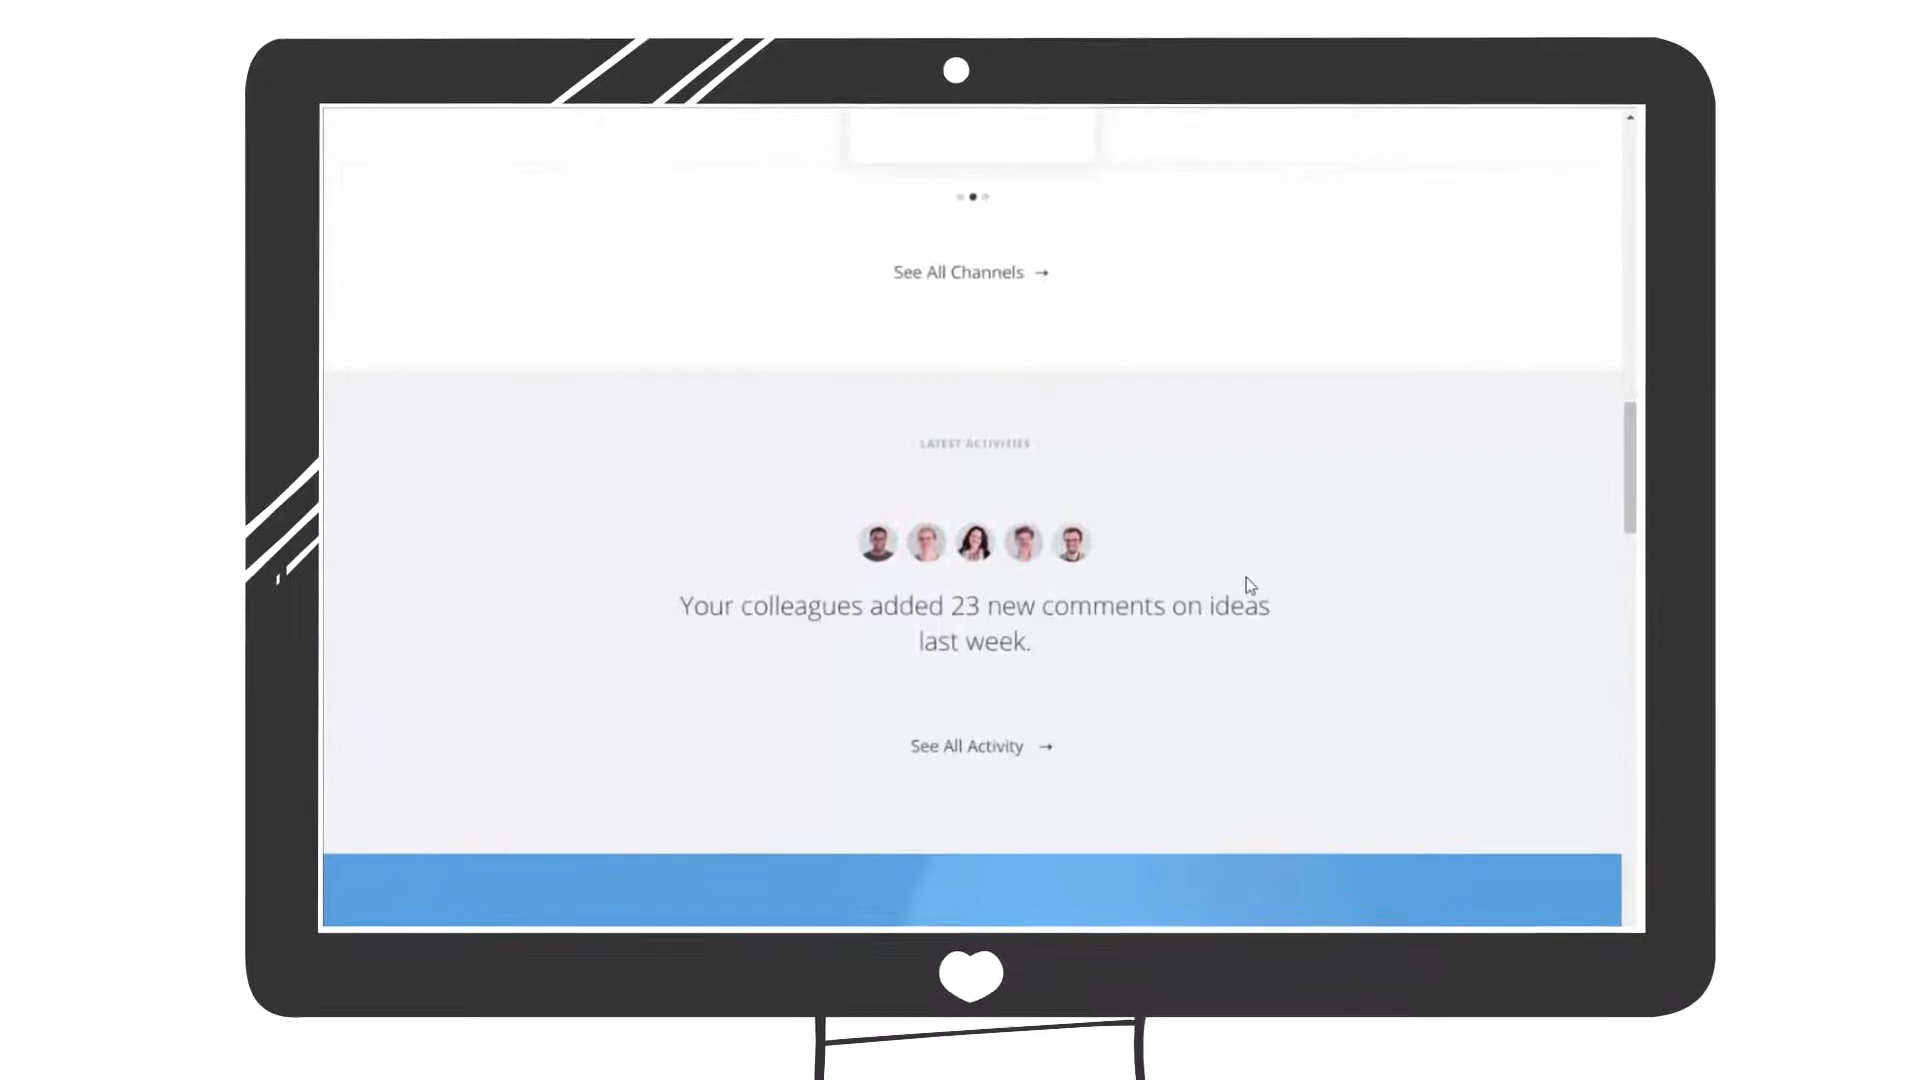 See All Channels →
LATEST ACTIVITIES
Your colleagues added 23 new comments on ideas
last week.
See All Activity →